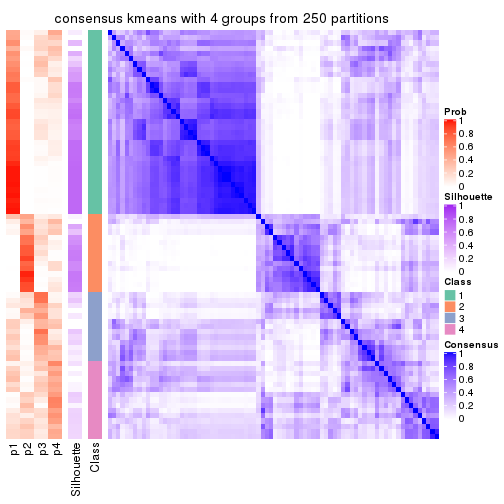 consensus kmeans with 4 groups from 250 partitions
Prob
1
0.8
0.6
0.4
0.2
0
Silhouette
1
0.8
0.6
0.4
0.2
0
Class
1
2
3
4
Consensus
1
0.8
0.6
0.4
0.2
0
p1
p2
p3
p4
Silhouette
Class